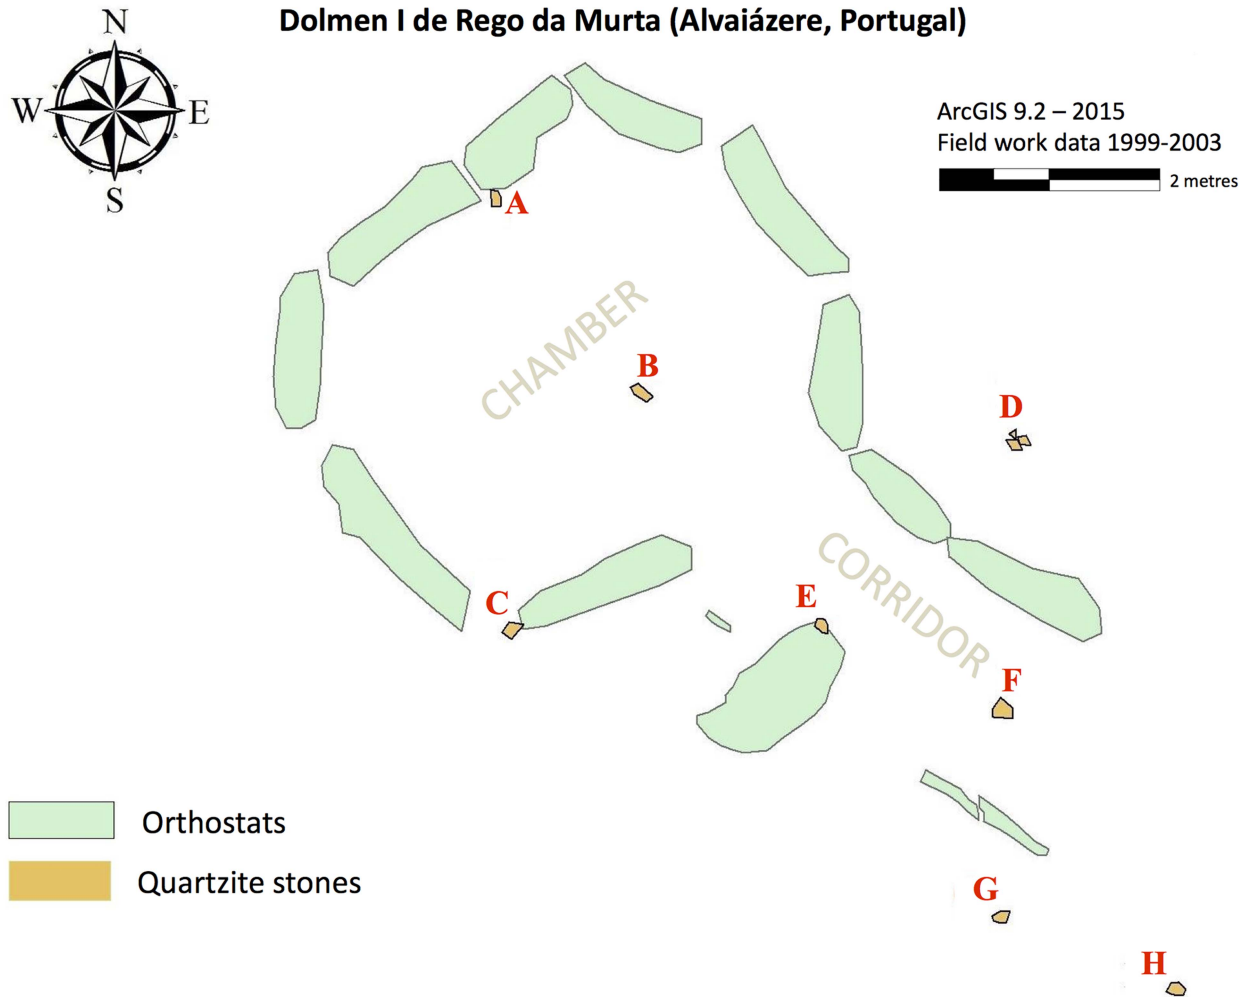 Dolmen I de Rego da Murta (Alvaiázere, Portugal)
N
W E
S
ArcGIS 9.2 – 2015
Field work data 1999-2003
2 metres
A
CHAMBER
B
D
C
E
CORRIDOR
F
Orthostats
Quartzite stones
G
H